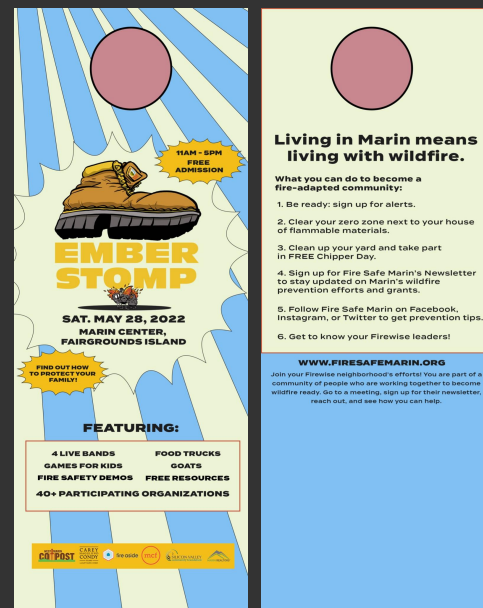 11AM - 5PM
FREE
ADMISSION
EMBER
STOMP
SAT. MAY 28, 2022
MARIN CENTER,
FAIRGROUNDS ISLAND
FIND OUT HOW
TO PROTECT YOUR
FAMILY!
FEATURING:
4 LIVE BANDS FOOD TRUCKS
GAMES FOR KIDS GOATS
FIRE SAFETY DEMOS FREE RESOURCES
40+ PARTICIPATING ORGANIZATIONS
CAREY
CONDY
fire aside
mcf
Living in Marin means
living with wildfire.
What you can do to become a
fire-adapted community:
1. Be ready: sign up for alerts.
2. Clear your zero zone next to your house
of flammable materials.
3. Clean up your yard and take part
in FREE Chipper Day.
4. Sign up for Fire Safe Marin's Newsletter
to stay updated on Marin's wildfire
prevention efforts and grants.
5. Follow Fire Safe Marin on Facebook,
Instagram, or Twitter to get prevention tips.
6. Get to know your Firewise leaders!
WWW.FIRESAFEMARIN.ORG
Join your Firewise neighborhood's efforts! You are part of a
community of people who are working together to become
wildfire ready. Go to a meeting, sign up for their newsletter,
reach out, and see how you can help.